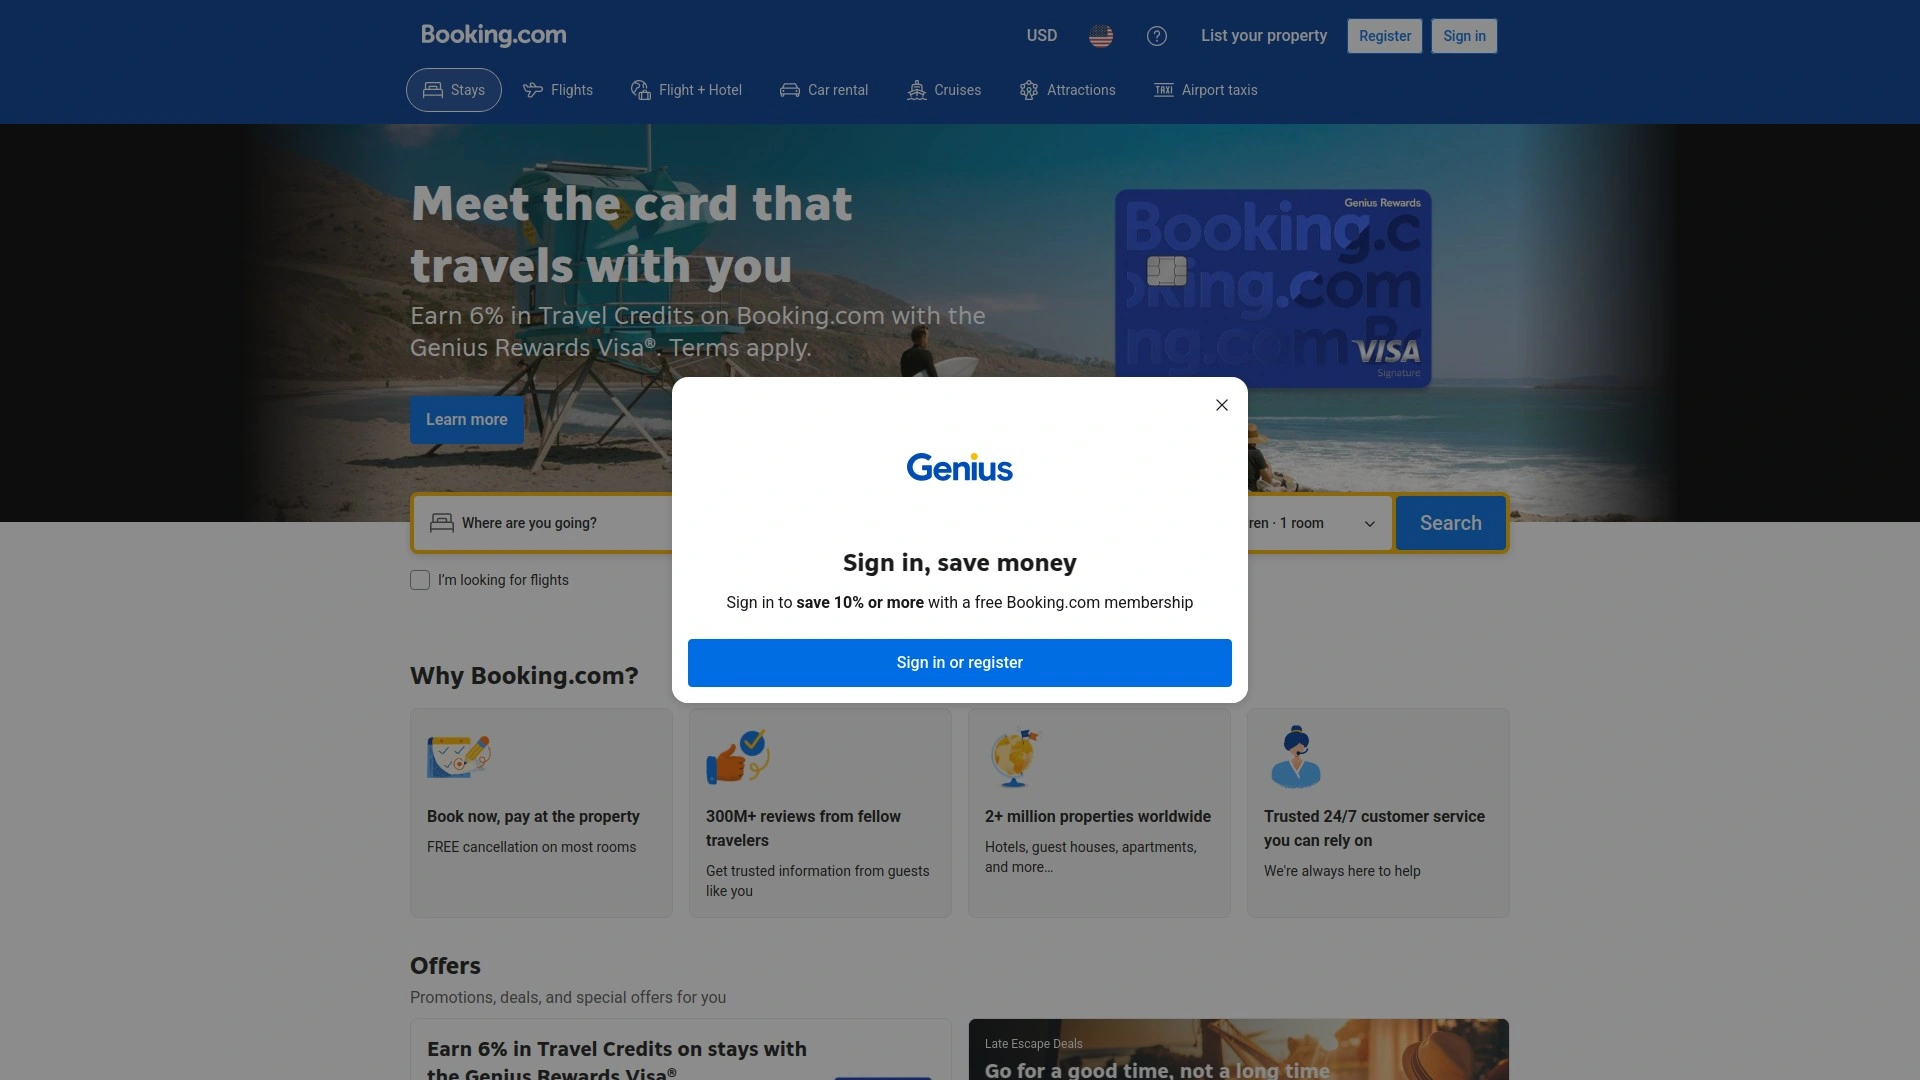 Booking.com
USD
List your property
Register
Sign in
Stays
Flights
Flight + Hotel
Car rental
Cruises
Attractions
TAXI
Airport taxis
Meet the card that
travels with you
Earn 6% in Travel Credits on Booking.com with the
Genius Rewards Visa®. Terms apply.
Learn more
Genius Rewards
Booking.c
oking.com
ng.com Bo
VISA
Signature
Genius
Sign in, save money
Sign in to save 10% or more with a free Booking.com membership
Sign in or register
Where are you going?
ren · 1 room
Search
I'm looking for flights
Why Booking.com?
Book now, pay at the property
FREE cancellation on most rooms
300M+ reviews from fellow
travelers
Get trusted information from guests
like you
2+ million properties worldwide
Hotels, guest houses, apartments,
and more…
Trusted 24/7 customer service
you can rely on
We're always here to help
Offers
Promotions, deals, and special offers for you
Earn 6% in Travel Credits on stays with
the Genius Rewards Visa®
Late Escape Deals
Go for a good time, not a long time